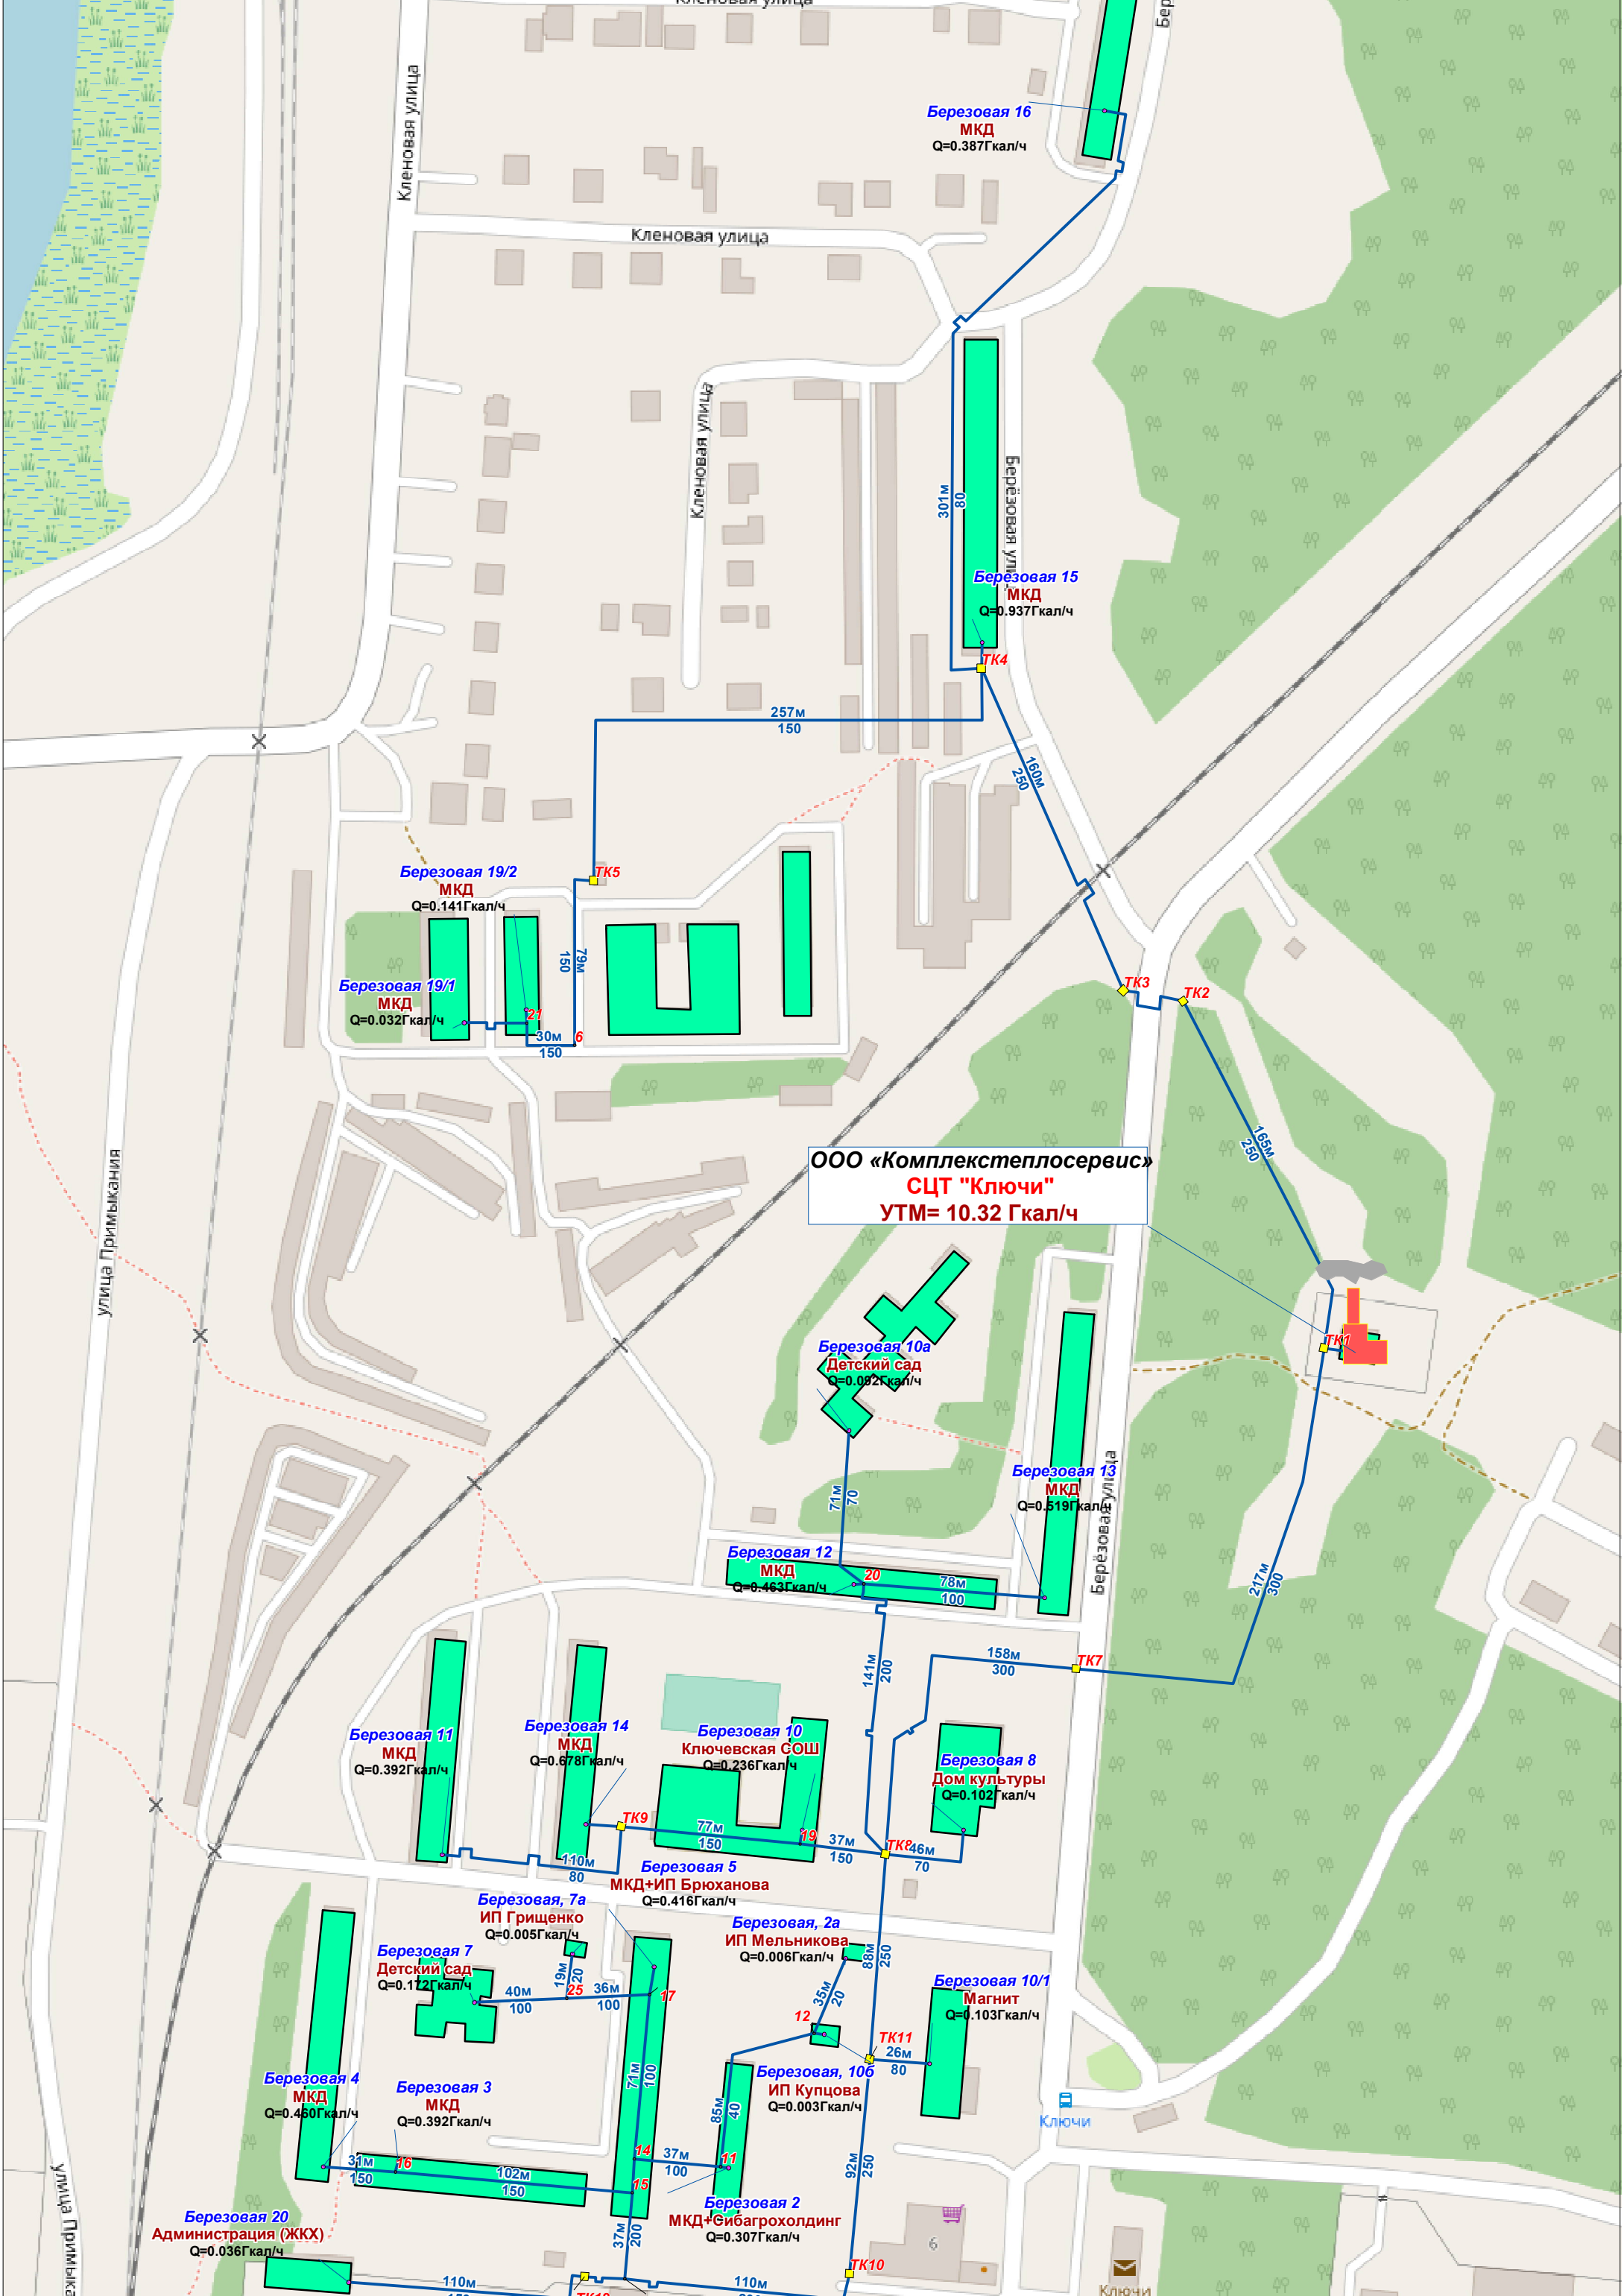 Кленовая улица
Кленовая улица
Березовая 16
МКД
Q=0.387Гкал/ч
Кленовая улица
Кленовая улица
301м
80
Березовая 15
МКД
Q=0.937Гкал/ч
ТК4
257м
150
160м
250
Березовая 19/2
МКД
Q=0.141Гкал/ч
ТК5
79м
150
Березовая 19/1
МКД
Q=0.032Гкал/ч
21
30м
150
6
ТК3
ТК2
165м
250
ООО «Комплекстеплосервис»
СЦТ "Ключи"
УТМ= 10.32 Гкал/ч
улица Примыкания
ТК1
Березовая 10а
Детский сад
Q=0.092Гкал/ч
71м
70
Березовая 13
МКД
Q=0.519Гкал/ч
Берёзовая улица
Березовая 12
МКД
Q=0.463Гкал/ч
20
78м
100
217м
300
141м
200
158м
300
ТК7
Березовая 11
МКД
Q=0.392Гкал/ч
Березовая 14
МКД
Q=0.678Гкал/ч
Березовая 10
Ключевская СОШ
Q=0.236Гкал/ч
Березовая 8
Дом культуры
Q=0.102Гкал/ч
ТК9
77м
150
19
37м
150
ТК8
46м
70
110м
80
Березовая 5
МКД+ИП Брюханова
Q=0.416Гкал/ч
Березовая, 7а
ИП Грищенко
Q=0.005Гкал/ч
Березовая, 2а
ИП Мельникова
Q=0.006Гкал/ч
88м
250
Березовая 7
Детский сад
Q=0.172Гкал/ч
19м
20
40м
100
25
36м
100
17
35м
20
Березовая 10/1
Магнит
Q=0.103Гкал/ч
12
ТК11
26м
80
71м
100
Березовая, 10б
ИП Купцова
Q=0.003Гкал/ч
Березовая 4
МКД
Q=0.460Гкал/ч
Березовая 3
МКД
Q=0.392Гкал/ч
85м
40
Ключи
31м
150
16
102м
150
14
37м
100
11
15
92м
250
Березовая 2
МКД+Сибагрохолдинг
Q=0.307Гкал/ч
Березовая 20
Администрация (ЖКХ)
Q=0.036Гкал/ч
37м
200
6
ТК10
110м
110м
Ключи